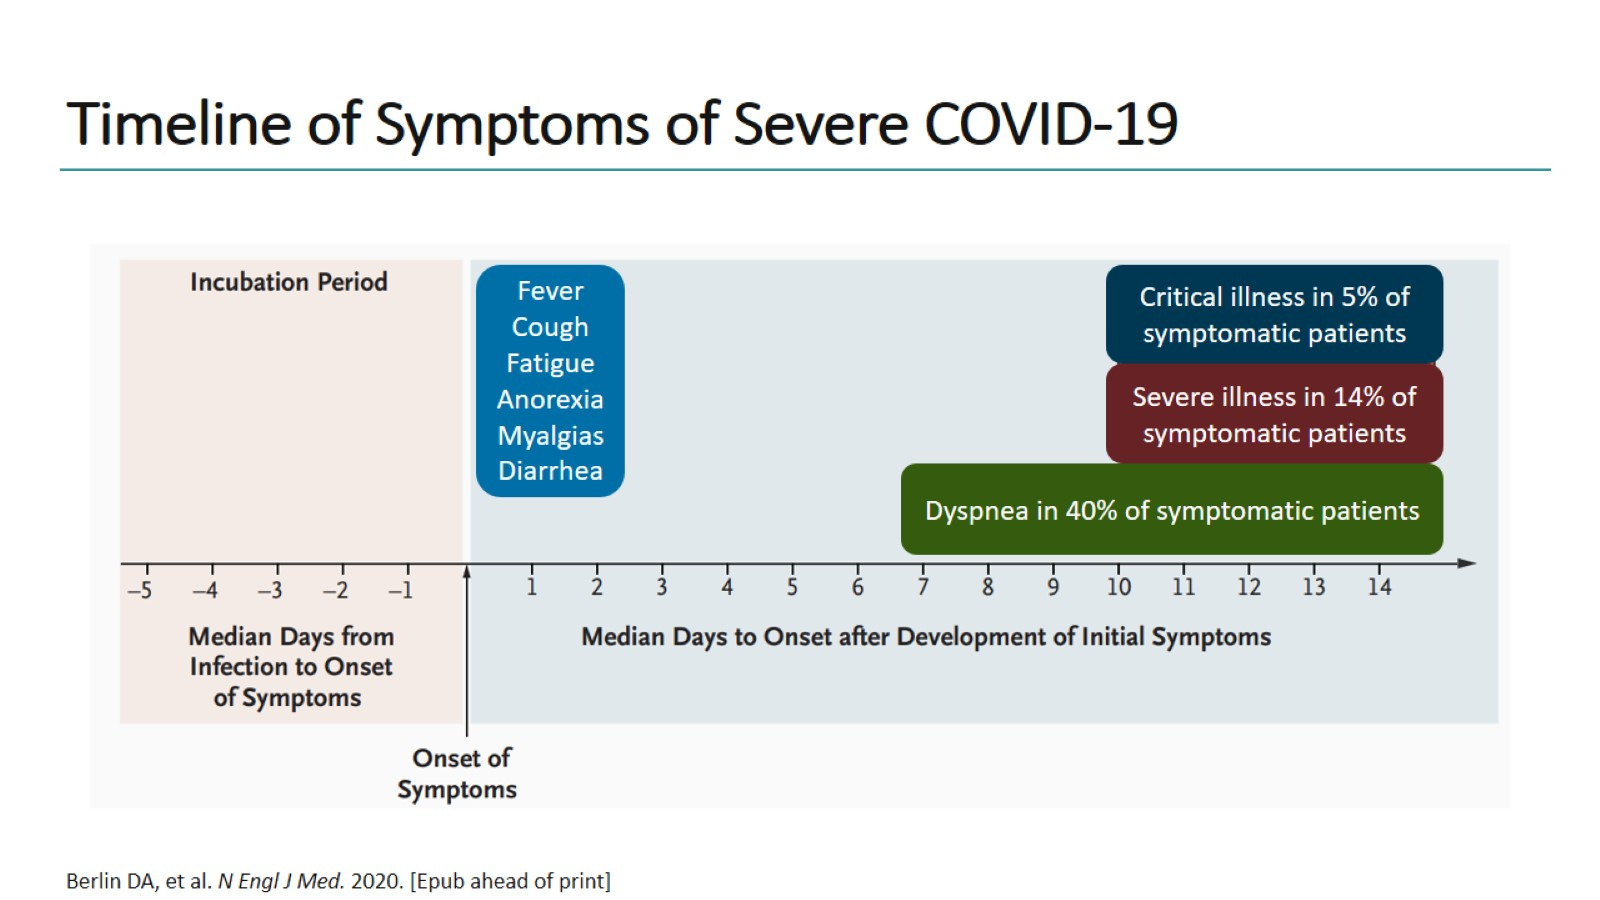 Timeline of Symptoms of Severe COVID-19
Incubation Period
Fever
Cough
Fatigue
Anorexia
Myalgias
Diarrhea
Critical illness in 5% of
symptomatic patients
Severe illness in 14% of
symptomatic patients
Dyspnea in 40% of symptomatic patients
–5 –4 –3 –2 –1 1 2 3 4 5 6 7 8 9 10 11 12 13 14
Median Days from
Infection to Onset
of Symptoms
Median Days to Onset after Development of Initial Symptoms
Onset of
Symptoms
Berlin DA, et al. N Engl J Med. 2020. [Epub ahead of print]